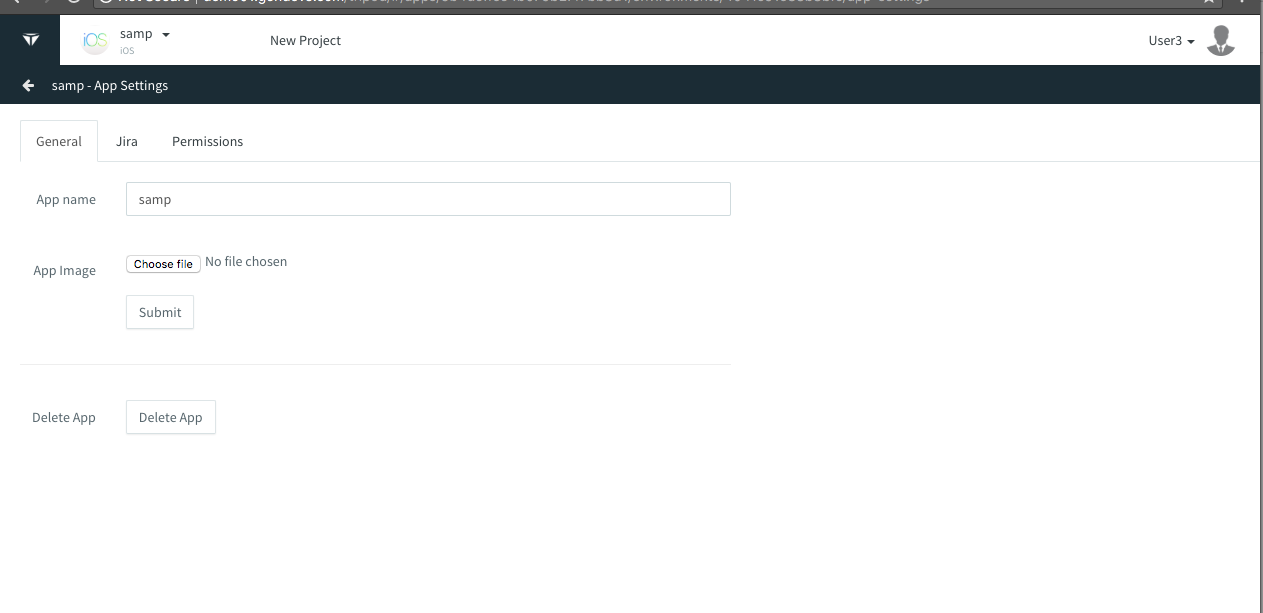 samp
iOS
iOS
New Project
User3
samp - App Settings
General
Jira
Permissions
App name
samp
App Image
Choose file No file chosen
Submit
Delete App
Delete App